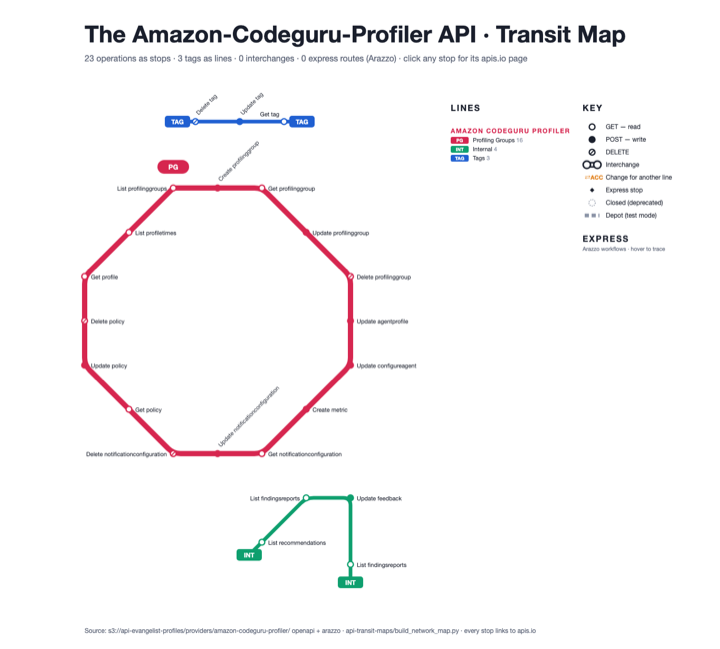 The Amazon-Codeguru-Profiler API · Transit Map
23 operations as stops · 3 tags as lines · 0 interchanges · 0 express routes (Arazzo) · click any stop for its apis.io page
Delete tag
Update tag
Get tag
TAG
TAG
PG
Create profilinggroup
List profilinggroups
Get profilinggroup
List profiletimes
Update profilinggroup
Get profile
Delete profilinggroup
Delete policy
Update agentprofile
Update policy
Update configureagent
Get policy
Create metric
Update notificationconfiguration
Delete notificationconfiguration
Get notificationconfiguration
List findingsreports
Update feedback
List recommendations
INT
List findingsreports
INT
LINES
AMAZON CODEGURU PROFILER
PG Profiling Groups 16
INT Internal 4
TAG Tags 3
KEY
GET — read
POST — write
DELETE
Interchange
Change for another line
Express stop
Closed (deprecated)
Depot (test mode)
EXPRESS
Arazzo workflows · hover to trace
Source: s3://api-evangelist-profiles/providers/amazon-codeguru-profiler/ openapi + arazzo · api-transit-maps/build_network_map.py · every stop links to apis.io